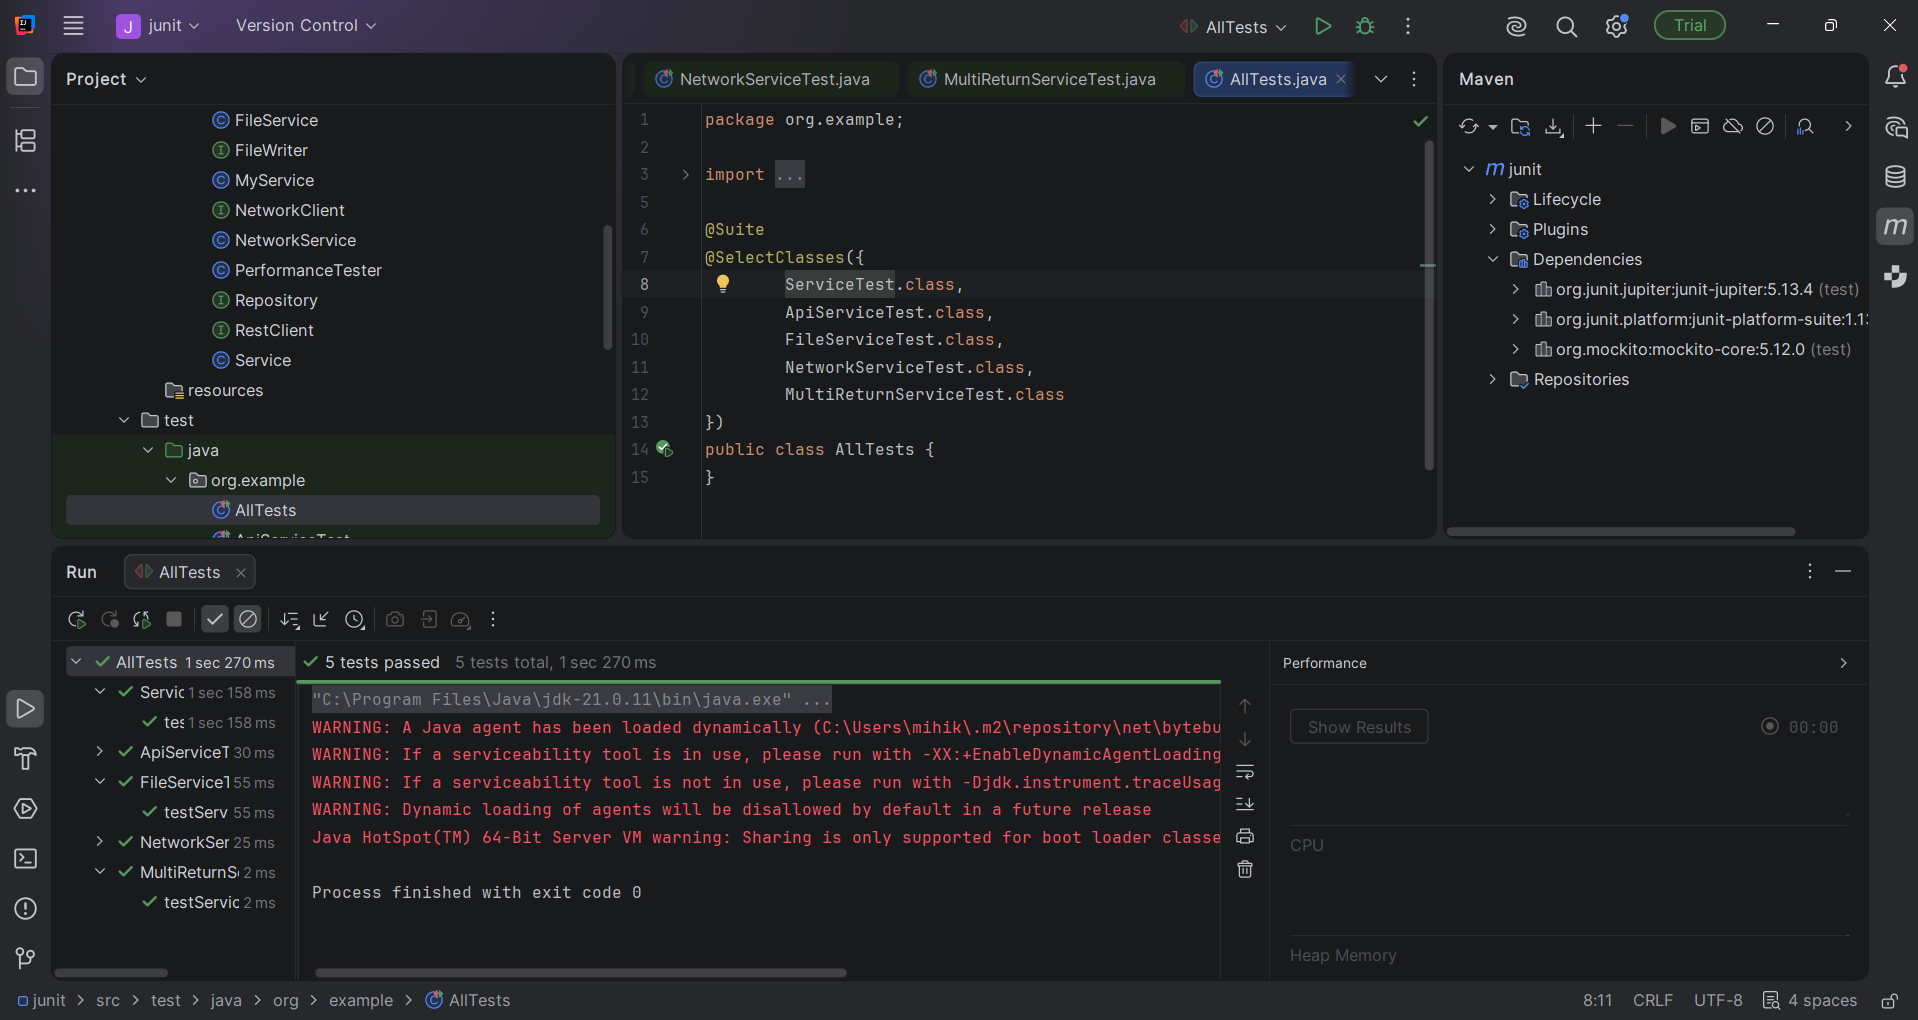 J junit
Version Control
AllTests
Trial
Project
FileService
FileWriter
MyService
NetworkClient
NetworkService
PerformanceTester
Repository
RestClient
Service
resources
test
java
org.example
AllTests
ApiServiceTest
NetworkServiceTest.java
MultiReturnServiceTest.java
AllTests.java
1 package org.example;
2
3 import ...
5
6 @Suite
7 @SelectClasses({
8 ServiceTest.class,
9 ApiServiceTest.class,
10 FileServiceTest.class,
11 NetworkServiceTest.class,
12 MultiReturnServiceTest.class
13 })
14 public class AllTests {
15 }
Maven
m junit
Lifecycle
Plugins
Dependencies
org.junit.jupiter:junit-jupiter:5.13.4 (test)
org.junit.platform:junit-platform-suite:1.13
org.mockito:mockito-core:5.12.0 (test)
Repositories
m
Run
AllTests
AllTests 1 sec 270 ms
Servic 1 sec 158 ms
tes 1 sec 158 ms
ApiServiceT 30 ms
FileServiceT 55 ms
testServ 55 ms
NetworkSer 25 ms
MultiReturnS 2 ms
testServic 2 ms
5 tests passed 5 tests total, 1 sec 270 ms
"C:\Program Files\Java\jdk-21.0.11\bin\java.exe" ...
WARNING: A Java agent has been loaded dynamically (C:\Users\mihik\.m2\repository\net\bytebu
WARNING: If a serviceability tool is in use, please run with -XX:+EnableDynamicAgentLoading
WARNING: If a serviceability tool is not in use, please run with -Djdk.instrument.traceUsag
WARNING: Dynamic loading of agents will be disallowed by default in a future release
Java HotSpot(TM) 64-Bit Server VM warning: Sharing is only supported for boot loader classe
Process finished with exit code 0
Performance
Show Results
00:00
CPU
Heap Memory
junit > src > test > java > org > example > AllTests
8:11 CRLF UTF-8 4 spaces